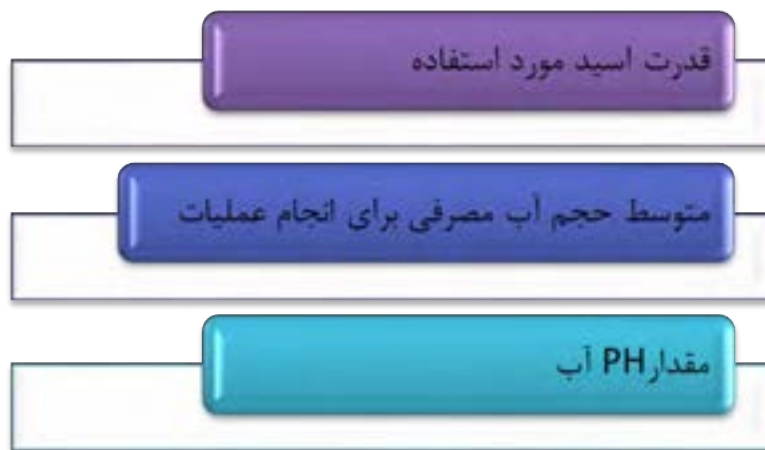 قدرت اسید مورد استفاده
متوسط حجم آب مصرفی برای انجام عملیات
مقدارPH آب